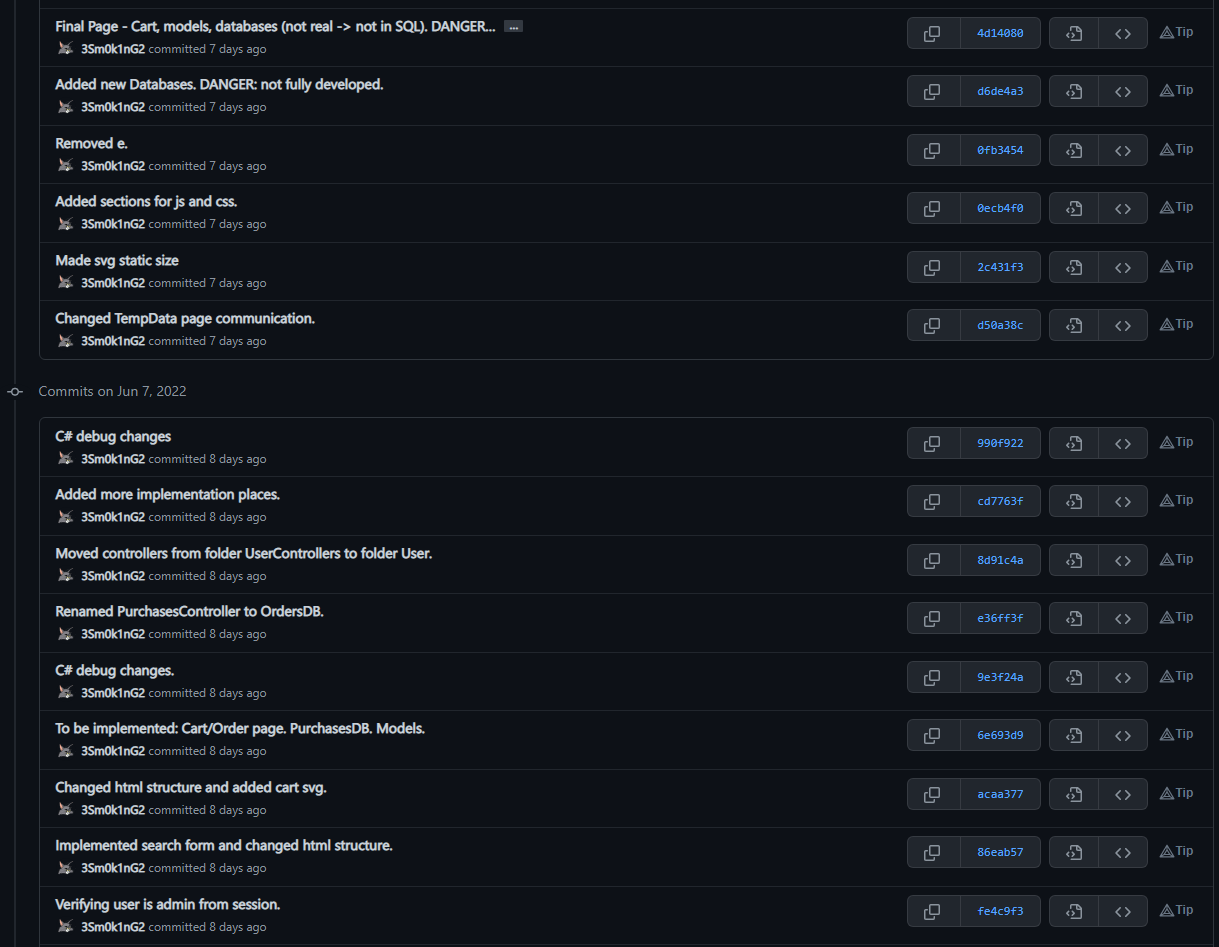 Final Page - Cart, models, databases (not real -> not in SQL). DANGER... ...
3Sm0k1nG2 committed 7 days ago
4d14080
Tip
Added new Databases. DANGER: not fully developed.
3Sm0k1nG2 committed 7 days ago
d6de4a3
Tip
Removed e.
3Sm0k1nG2 committed 7 days ago
0fb3454
Tip
Added sections for js and css.
3Sm0k1nG2 committed 7 days ago
0ecb4f0
Tip
Made svg static size
3Sm0k1nG2 committed 7 days ago
2c431f3
Tip
Changed TempData page communication.
3Sm0k1nG2 committed 7 days ago
d50a38c
Tip
Commits on Jun 7, 2022
C# debug changes
3Sm0k1nG2 committed 8 days ago
990f922
Tip
Added more implementation places.
3Sm0k1nG2 committed 8 days ago
cd7763f
Tip
Moved controllers from folder UserControllers to folder User.
3Sm0k1nG2 committed 8 days ago
8d91c4a
Tip
Renamed PurchasesController to OrdersDB.
3Sm0k1nG2 committed 8 days ago
e36ff3f
Tip
C# debug changes.
3Sm0k1nG2 committed 8 days ago
9e3f24a
Tip
To be implemented: Cart/Order page. PurchasesDB. Models.
3Sm0k1nG2 committed 8 days ago
6e693d9
Tip
Changed html structure and added cart svg.
3Sm0k1nG2 committed 8 days ago
acaa377
Tip
Implemented search form and changed html structure.
3Sm0k1nG2 committed 8 days ago
86eab57
Tip
Verifying user is admin from session.
3Sm0k1nG2 committed 8 days ago
fe4c9f3
Tip